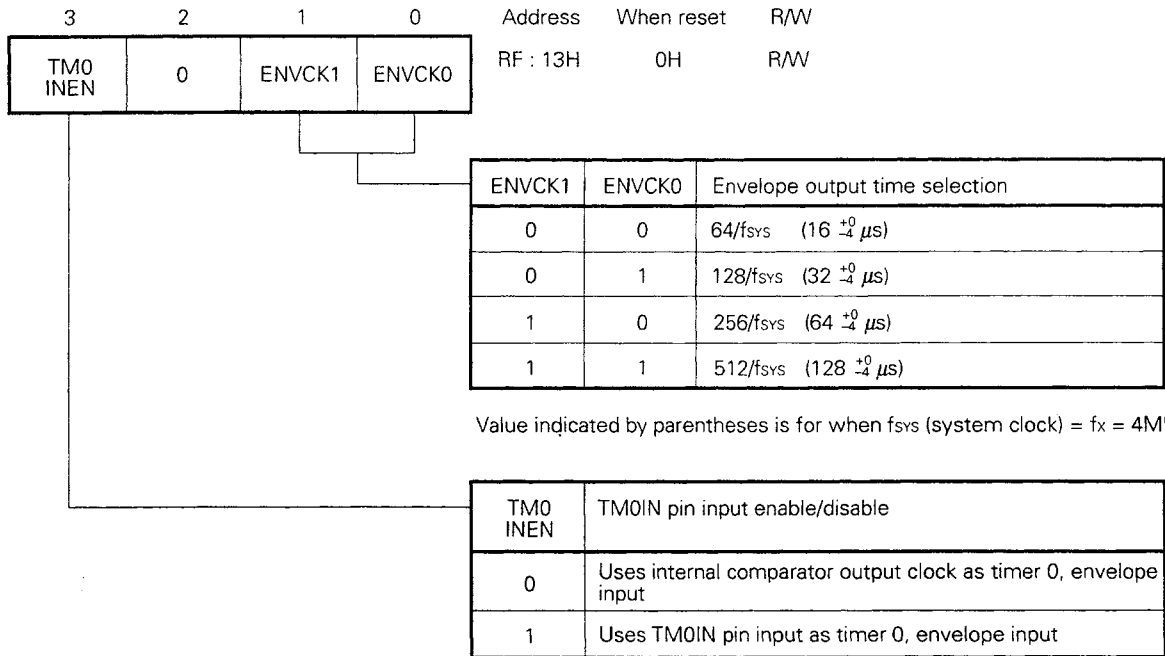 3 2 1 0 Address When reset R/W
TM0 INEN 0 ENVCK1 ENVCK0 RF : 13H 0H R/W
ENVCK1 ENVCK0 Envelope output time selection
0 0 64/fSYS (16 +0 -4 μs)
0 1 128/fSYS (32 +0 -4 μs)
1 0 256/fSYS (64 +0 -4 μs)
1 1 512/fSYS (128 +0 -4 μs)
Value indicated by parentheses is for when fSYS (system clock) = fX = 4M
TM0 INEN TM0IN pin input enable/disable
0 Uses internal comparator output clock as timer 0, envelope
input
1 Uses TM0IN pin input as timer 0, envelope input